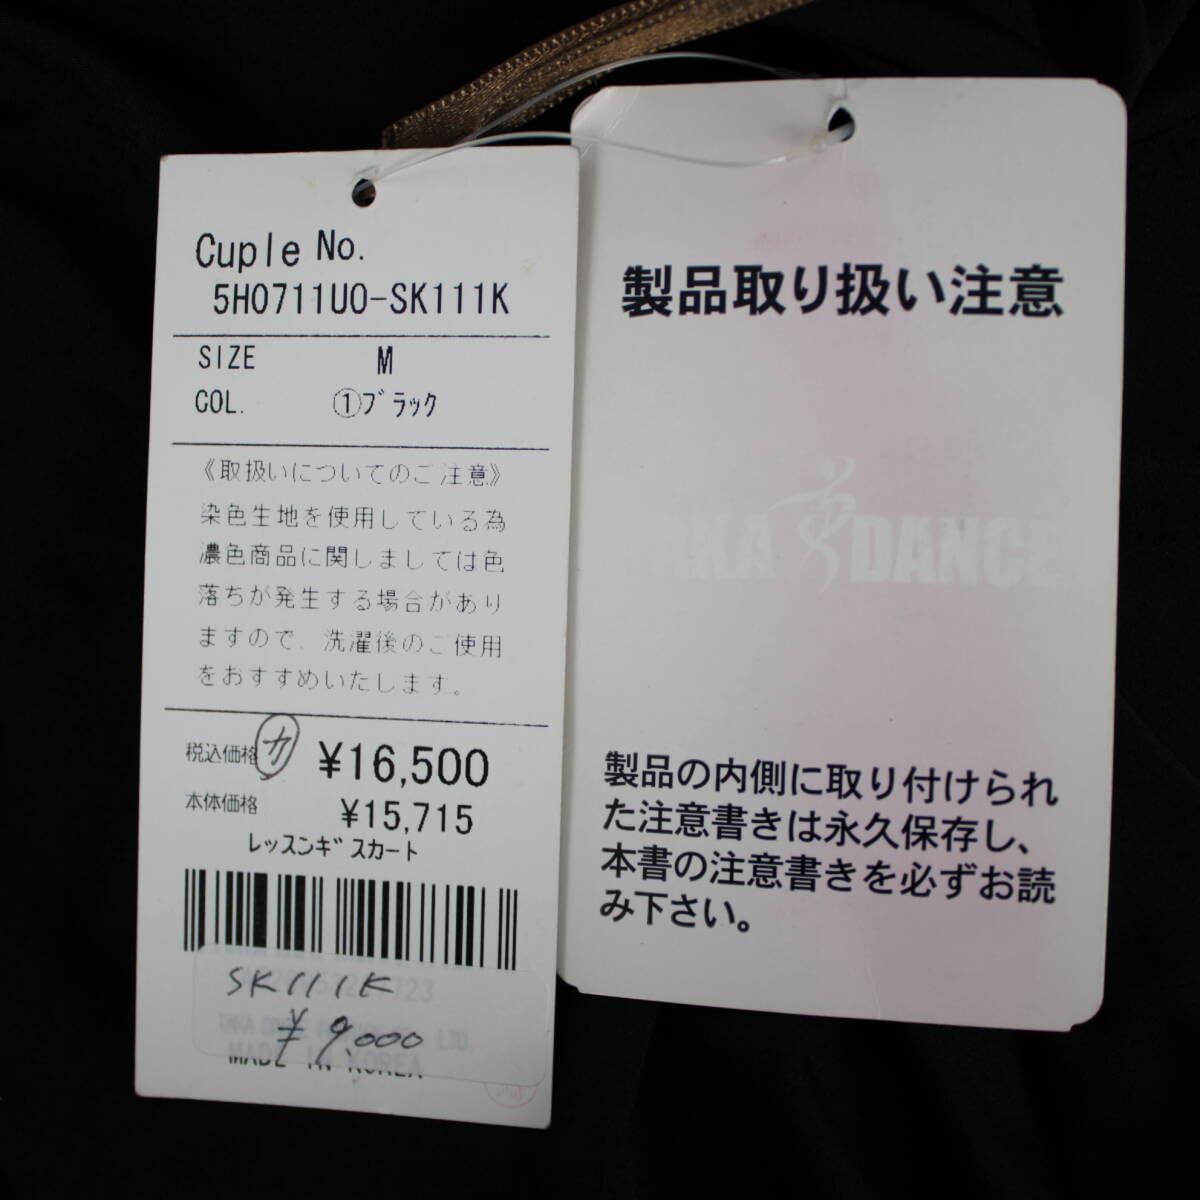 Cuple No.
5H0711U0-SK111K
SIZE M
COL. ①ブラック
《取扱いについてのご注意》
染色生地を使用している為
濃色商品に関しましては色
落ちが発生する場合があり
ますので、洗濯後のご使用
をおすすめいたします。
税込価格 カ ¥16,500
本体価格 ¥15,715
レッスンギスカート
SK111K
¥9,000
LTD.
MADE IN KOREA
製品取り扱い注意
DANCE
製品の内側に取り付けられ
た注意書きは永久保存し、
本書の注意書きを必ずお読
み下さい。